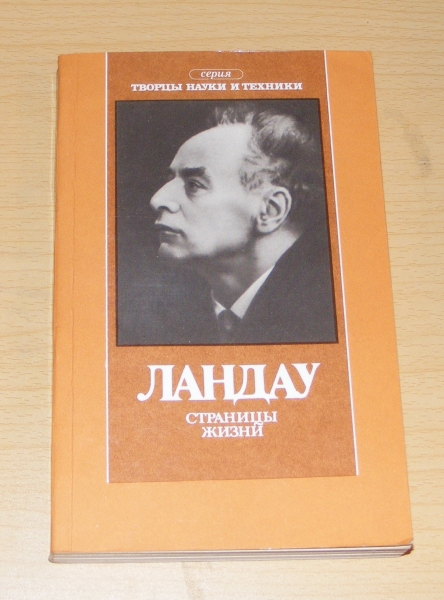 серия
ТВОРЦЫ НАУКИ И ТЕХНИКИ
ЛАНДАУ
СТРАНИЦЫ
ЖИЗНИ